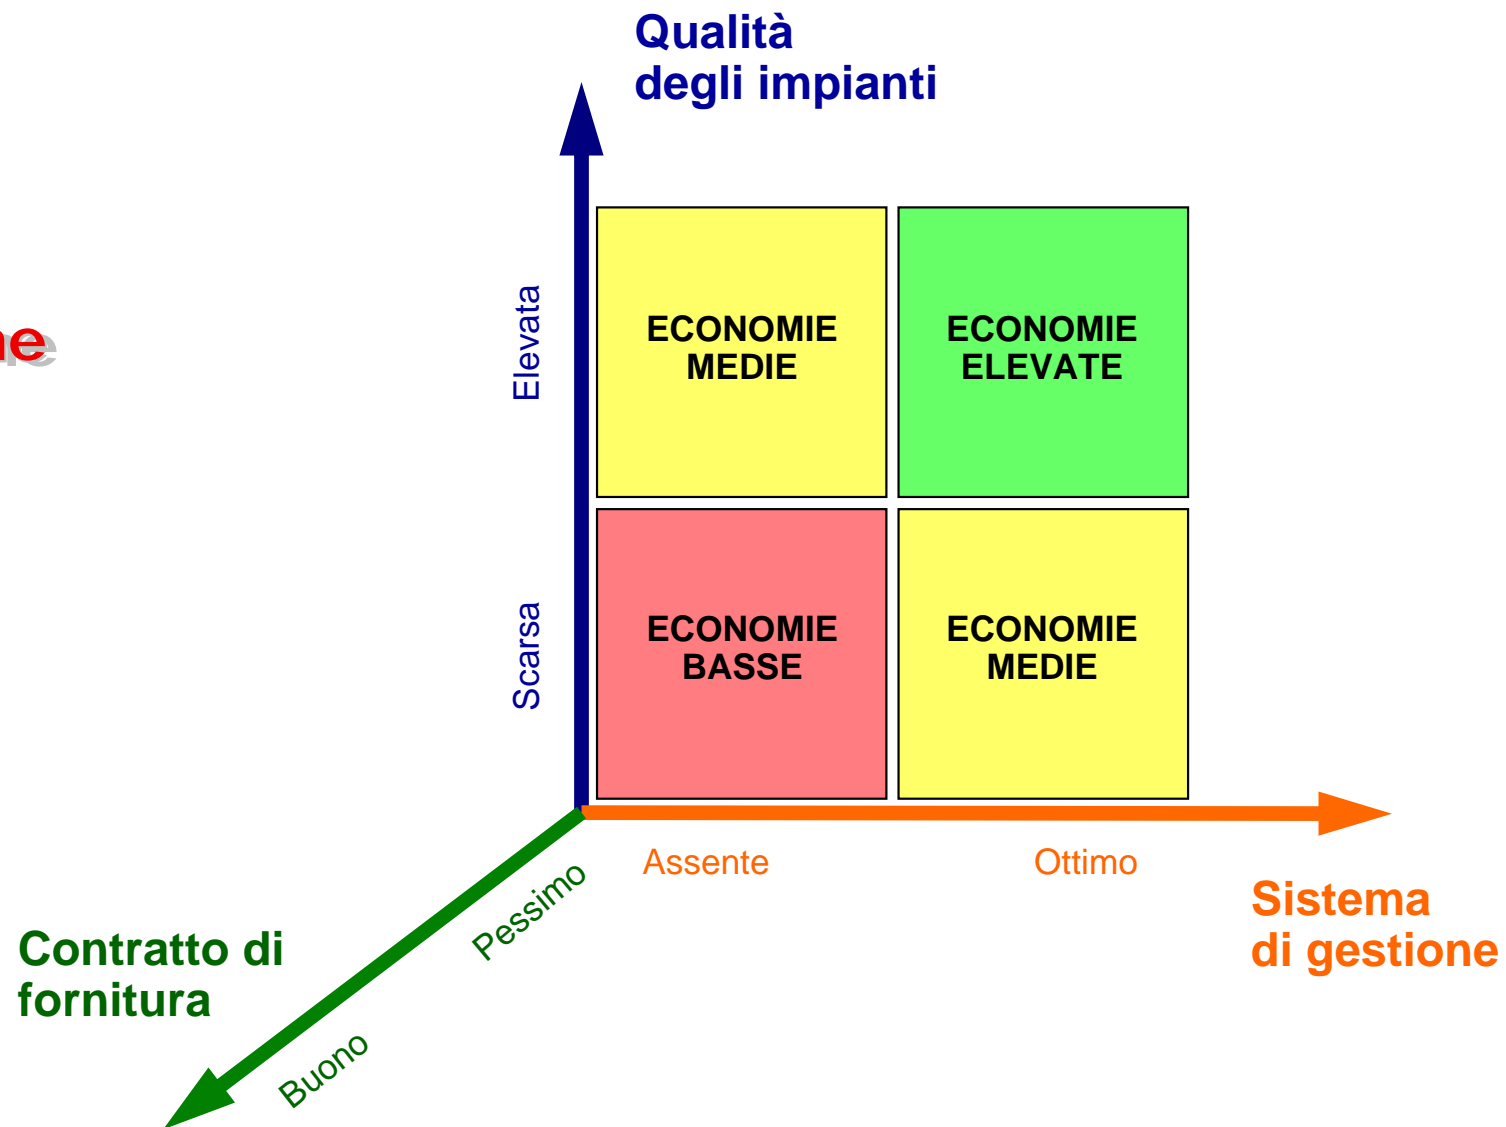 Qualità
degli impianti
Elevata
ECONOMIE
MEDIE
ECONOMIE
ELEVATE
Scarsa
ECONOMIE
BASSE
ECONOMIE
MEDIE
Assente
Ottimo
Sistema
di gestione
Pessimo
Buono
Contratto di
fornitura